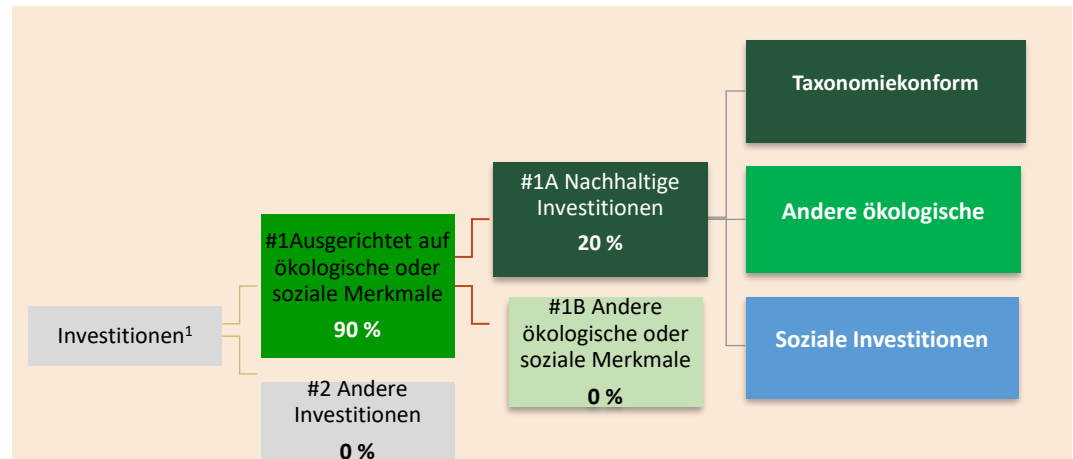 Investitionen¹
#1Ausgerichtet auf
ökologische oder
soziale Merkmale
90 %
#2 Andere
Investitionen
0 %
#1A Nachhaltige
Investitionen
20 %
#1B Andere
ökologische oder
soziale Merkmale
0 %
Taxonomiekonform
Andere ökologische
Soziale Investitionen